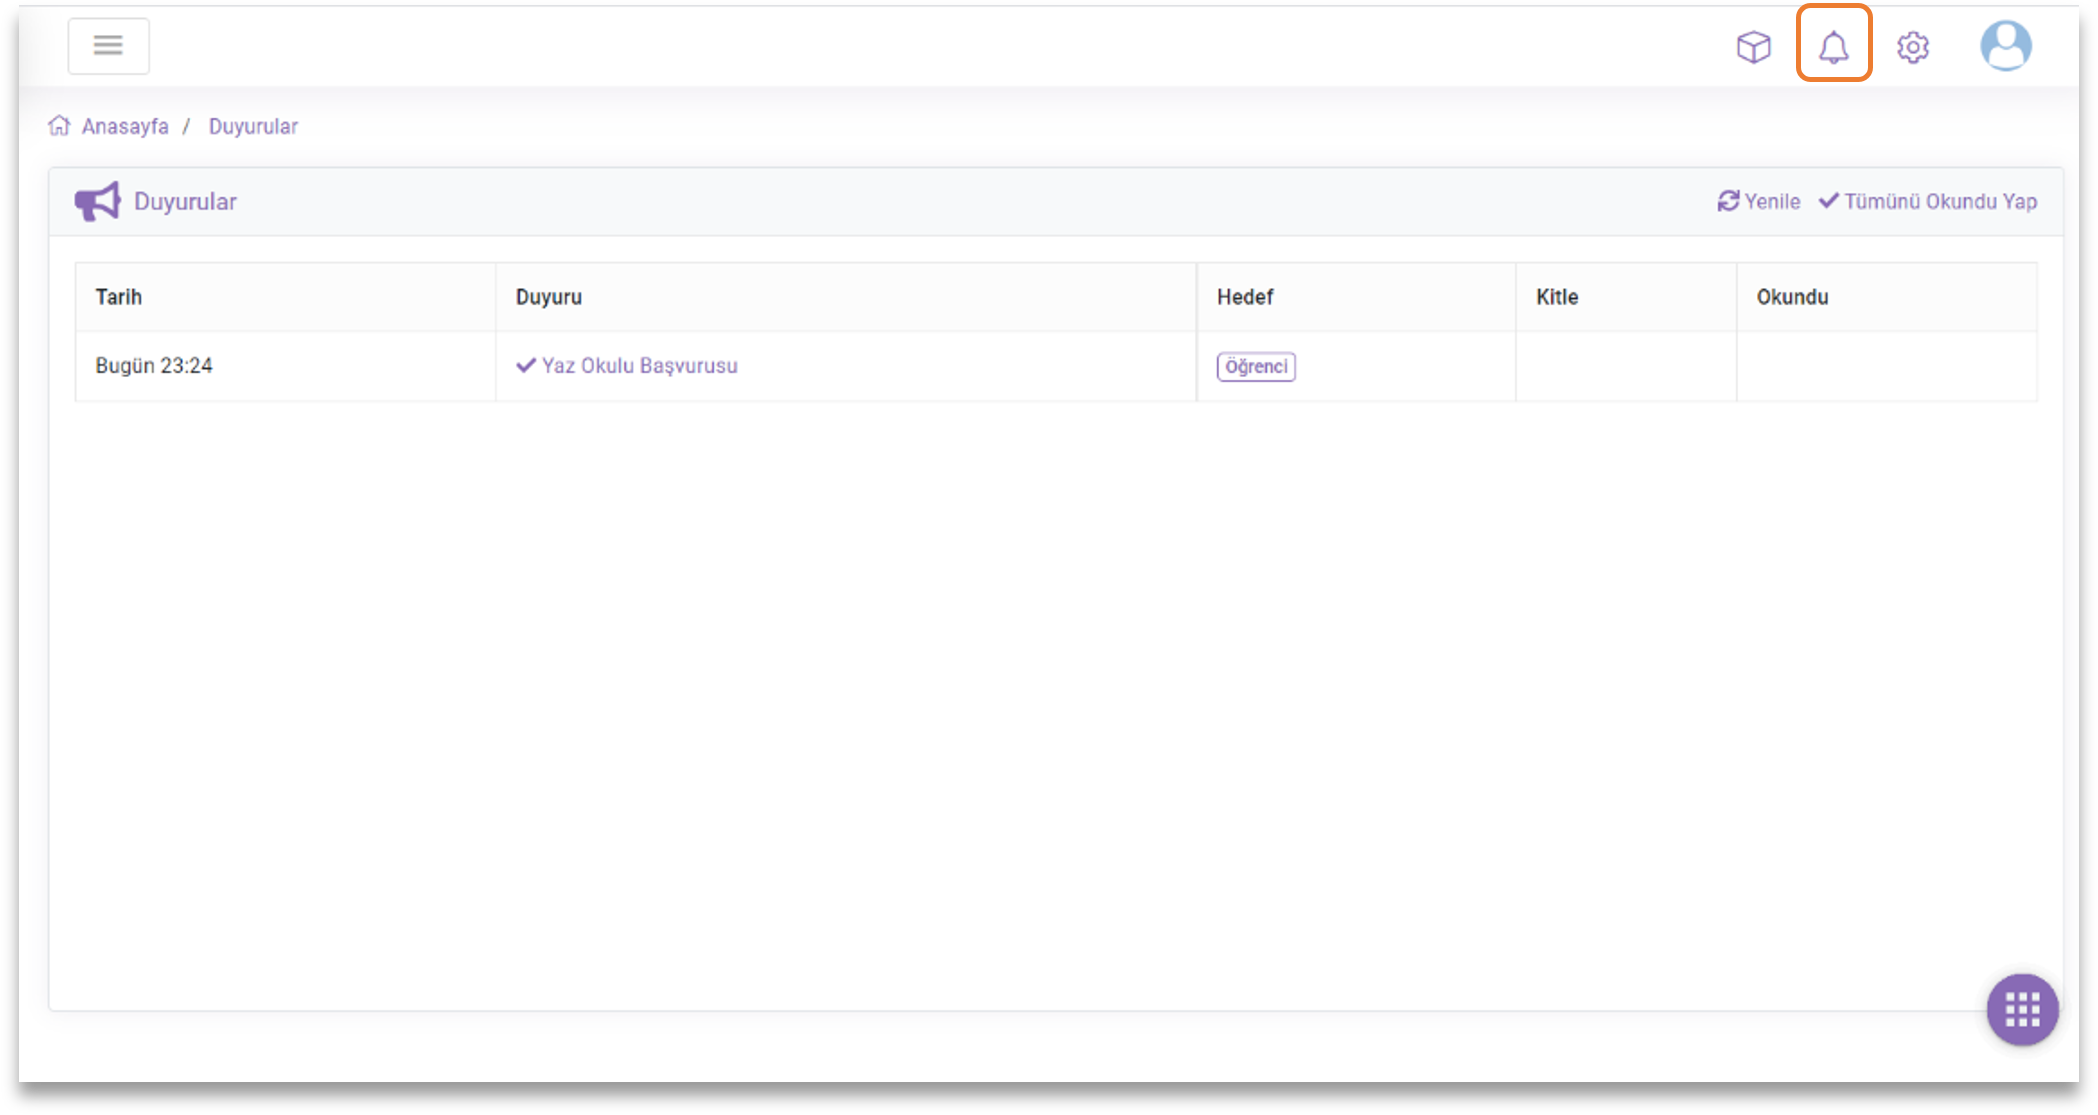 Anasayfa / Duyurular
Duyurular Yenile Tümünü Okundu Yap
Tarih Duyuru Hedef Kitle Okundu
Bugün 23:24 Yaz Okulu Başvurusu Öğrenci